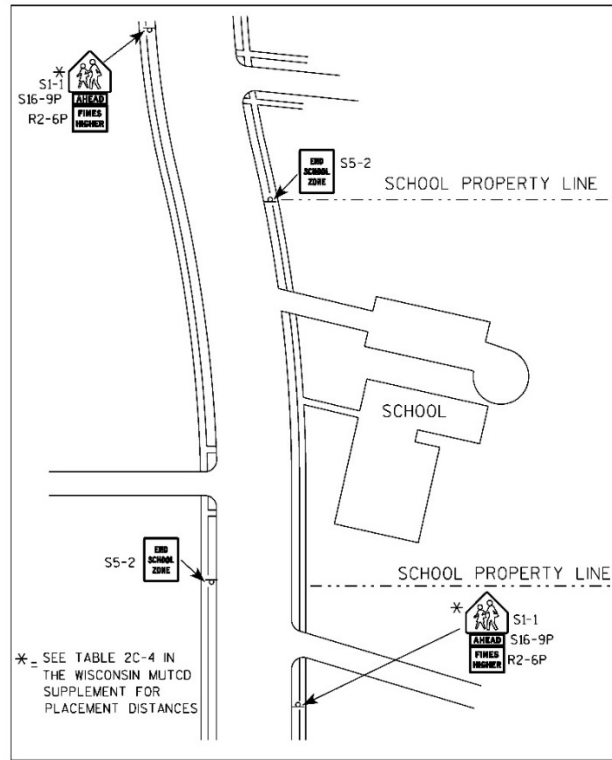 *
S1-1
S16-9P
AHEAD
R2-6P
FINES
HIGHER
END
SCHOOL
ZONE
S5-2
SCHOOL PROPERTY LINE
SCHOOL
S5-2
END
SCHOOL
ZONE
SCHOOL PROPERTY LINE
*
S1-1
AHEAD
S16-9P
FINES
HIGHER
R2-6P
* = SEE TABLE 2C-4 IN
THE WISCONSIN MUTCD
SUPPLEMENT FOR
PLACEMENT DISTANCES